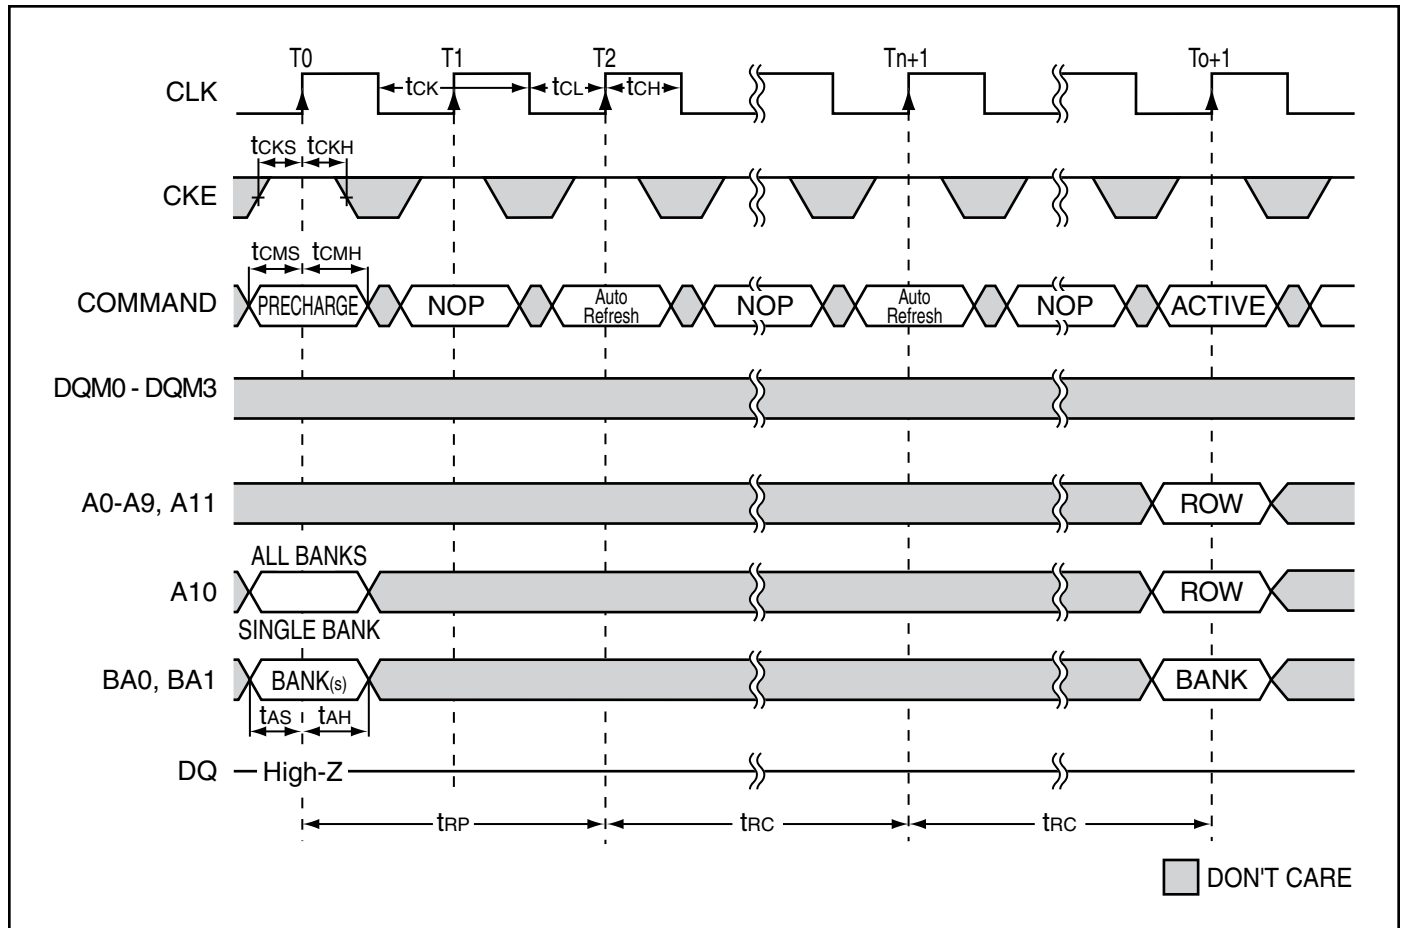 T0 T1 T2 Tn+1 To+1
CLK
tCK tCL tCH
tCKS tCKH
CKE
tCMS tCMH
COMMAND PRECHARGE NOP Auto Refresh NOP Auto Refresh NOP ACTIVE
DQM0 - DQM3
A0-A9, A11 ROW
ALL BANKS
A10 ROW
SINGLE BANK
BA0, BA1 BANK(s) BANK
tAS tAH
DQ High-Z
tRP tRC tRC
DON'T CARE